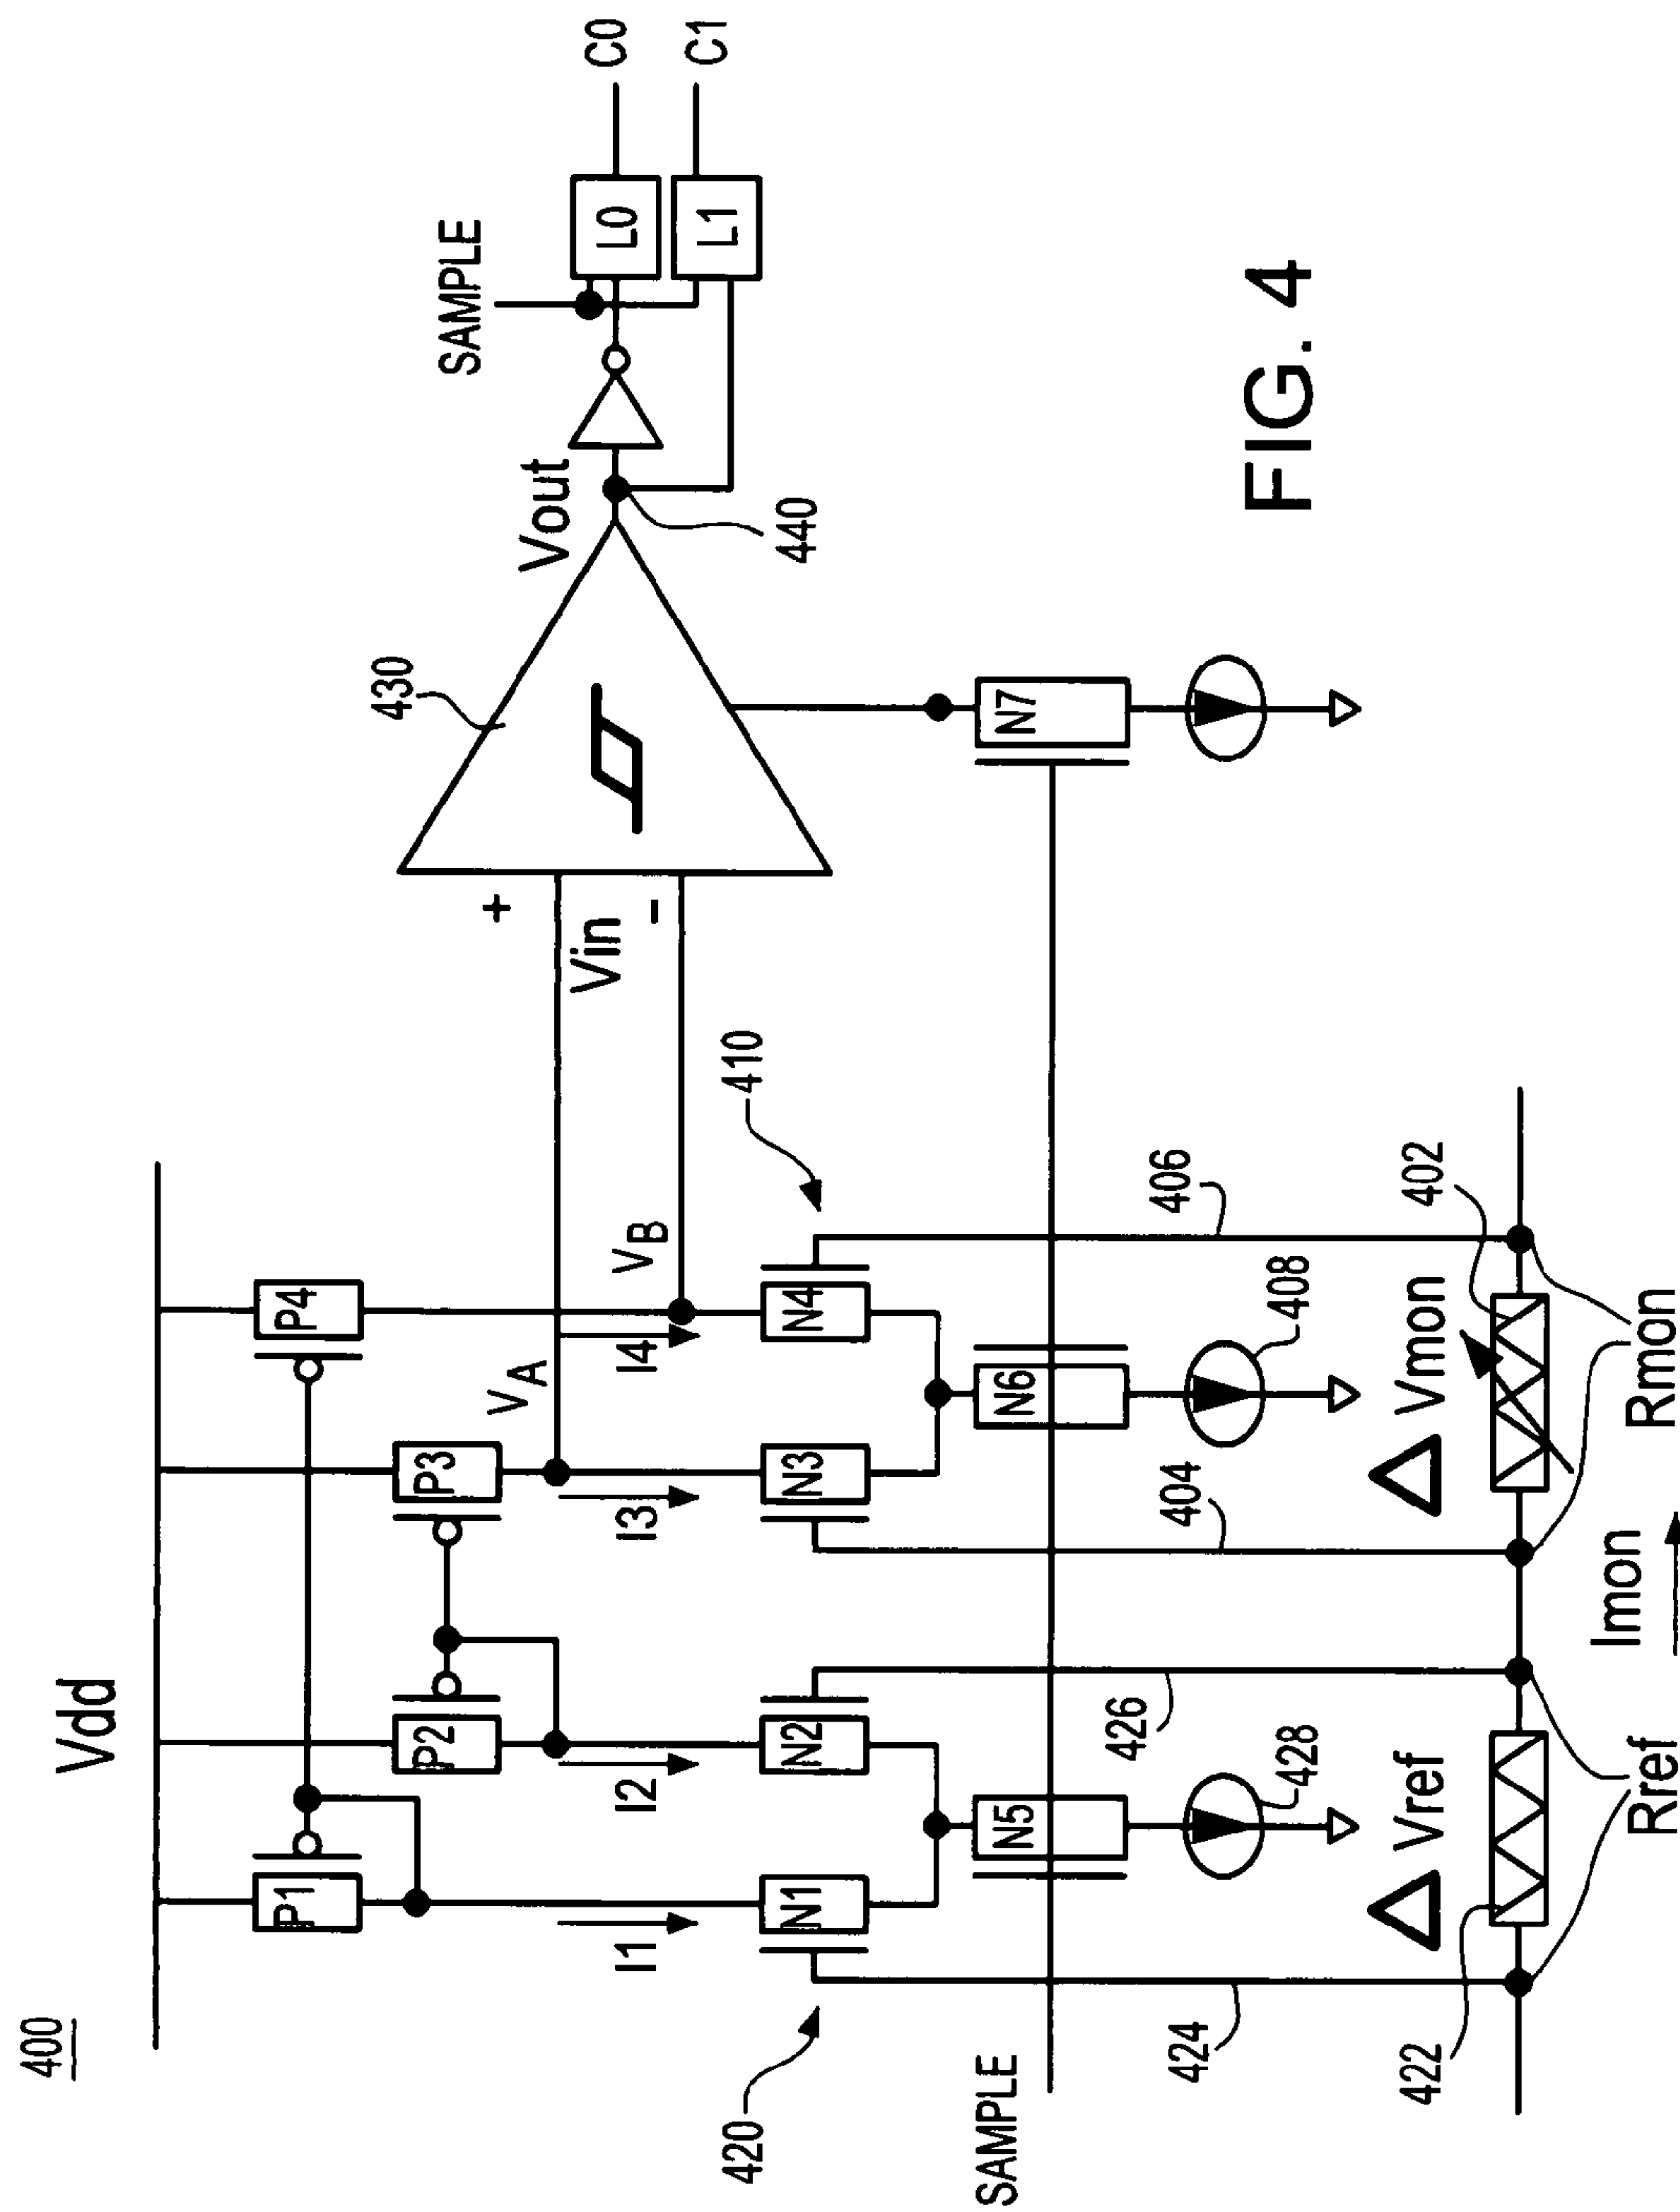 400
Vdd
P1
P2
P3
P4
I1
I2
I3
I4
VA
VB
N1
N2
N3
N4
420
410
Vin
+
-
430
Vout
440
SAMPLE
L0
L1
C0
C1
SAMPLE
N5
N6
N7
424
426
428
404
406
408
422
402
Δ Vref
Δ Vmon
Rref
Imon
Rmon
FIG. 4